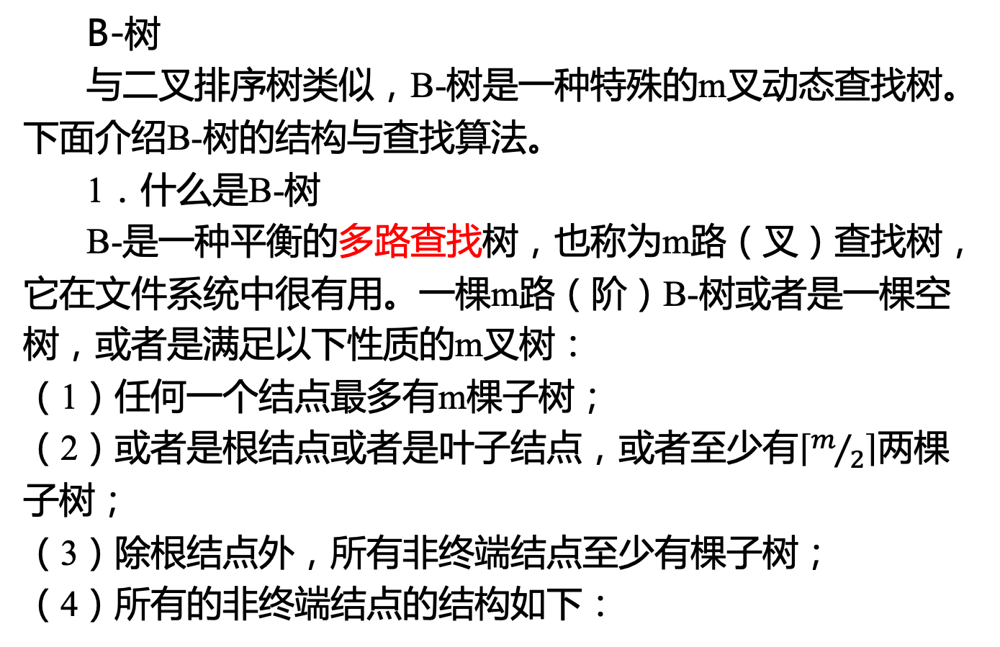 B-树
与二叉排序树类似，B-树是一种特殊的m叉动态查找树。
下面介绍B-树的结构与查找算法。
1．什么是B-树
B-是一种平衡的多路查找树，也称为m路（叉）查找树，
它在文件系统中很有用。一棵m路（阶）B-树或者是一棵空
树，或者是满足以下性质的m叉树：
（1）任何一个结点最多有m棵子树；
（2）或者是根结点或者是叶子结点，或者至少有⌈m/2⌉两棵
子树；
（3）除根结点外，所有非终端结点至少有棵子树；
（4）所有的非终端结点的结构如下：